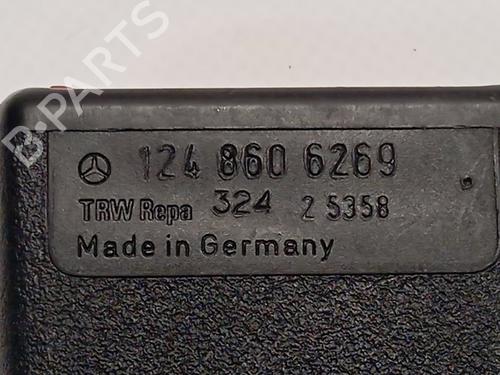 124 860 6269
TRW Repa 324 2 5358
Made in Germany
B-PARTS